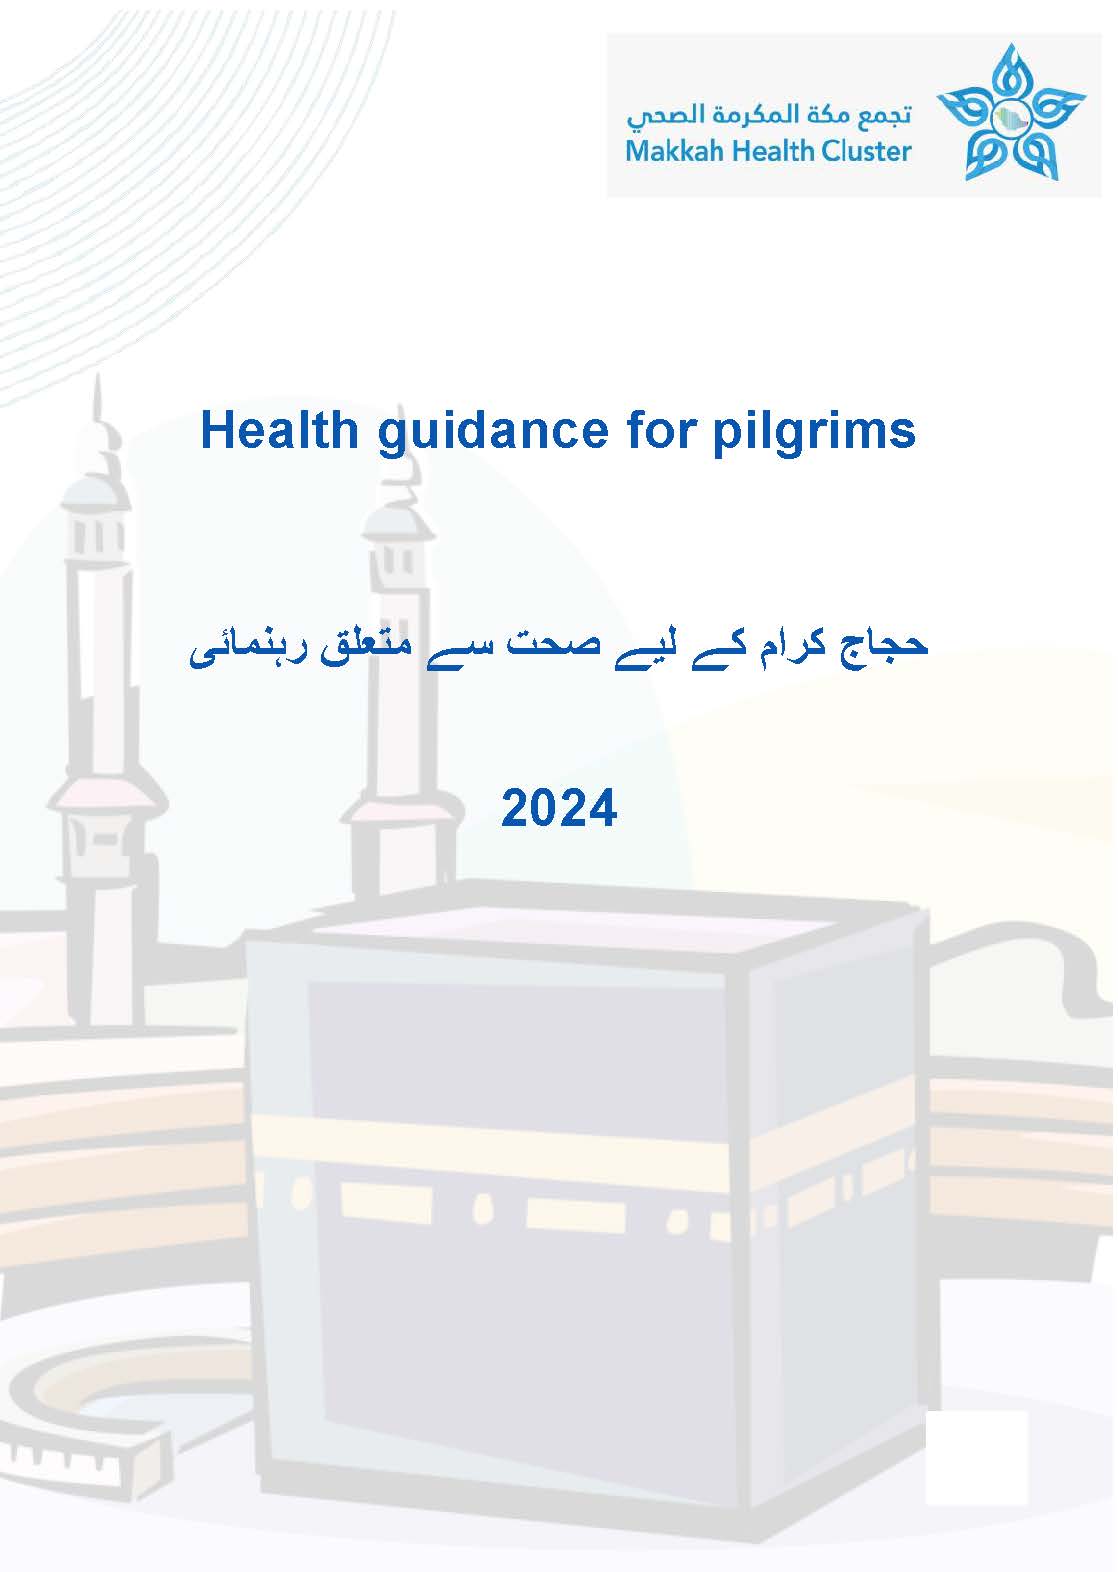 تجمع مكة المكرمة الصحي
Makkah Health Cluster
Health guidance for pilgrims
حجاج کرام کے لیے صحت سے متعلق رہنمائی
2024